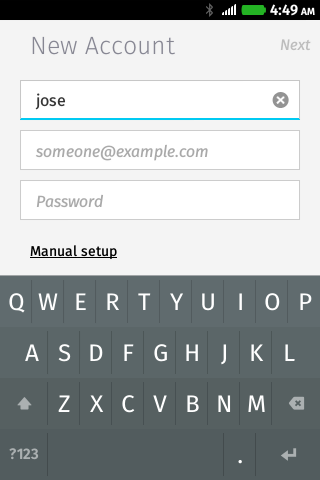 4:49 AM
New Account
Next
jose
someone@example.com
Password
Manual setup
Q W E R T Y U I O P
A S D F G H J K L
Z X C V B N M
?123 .